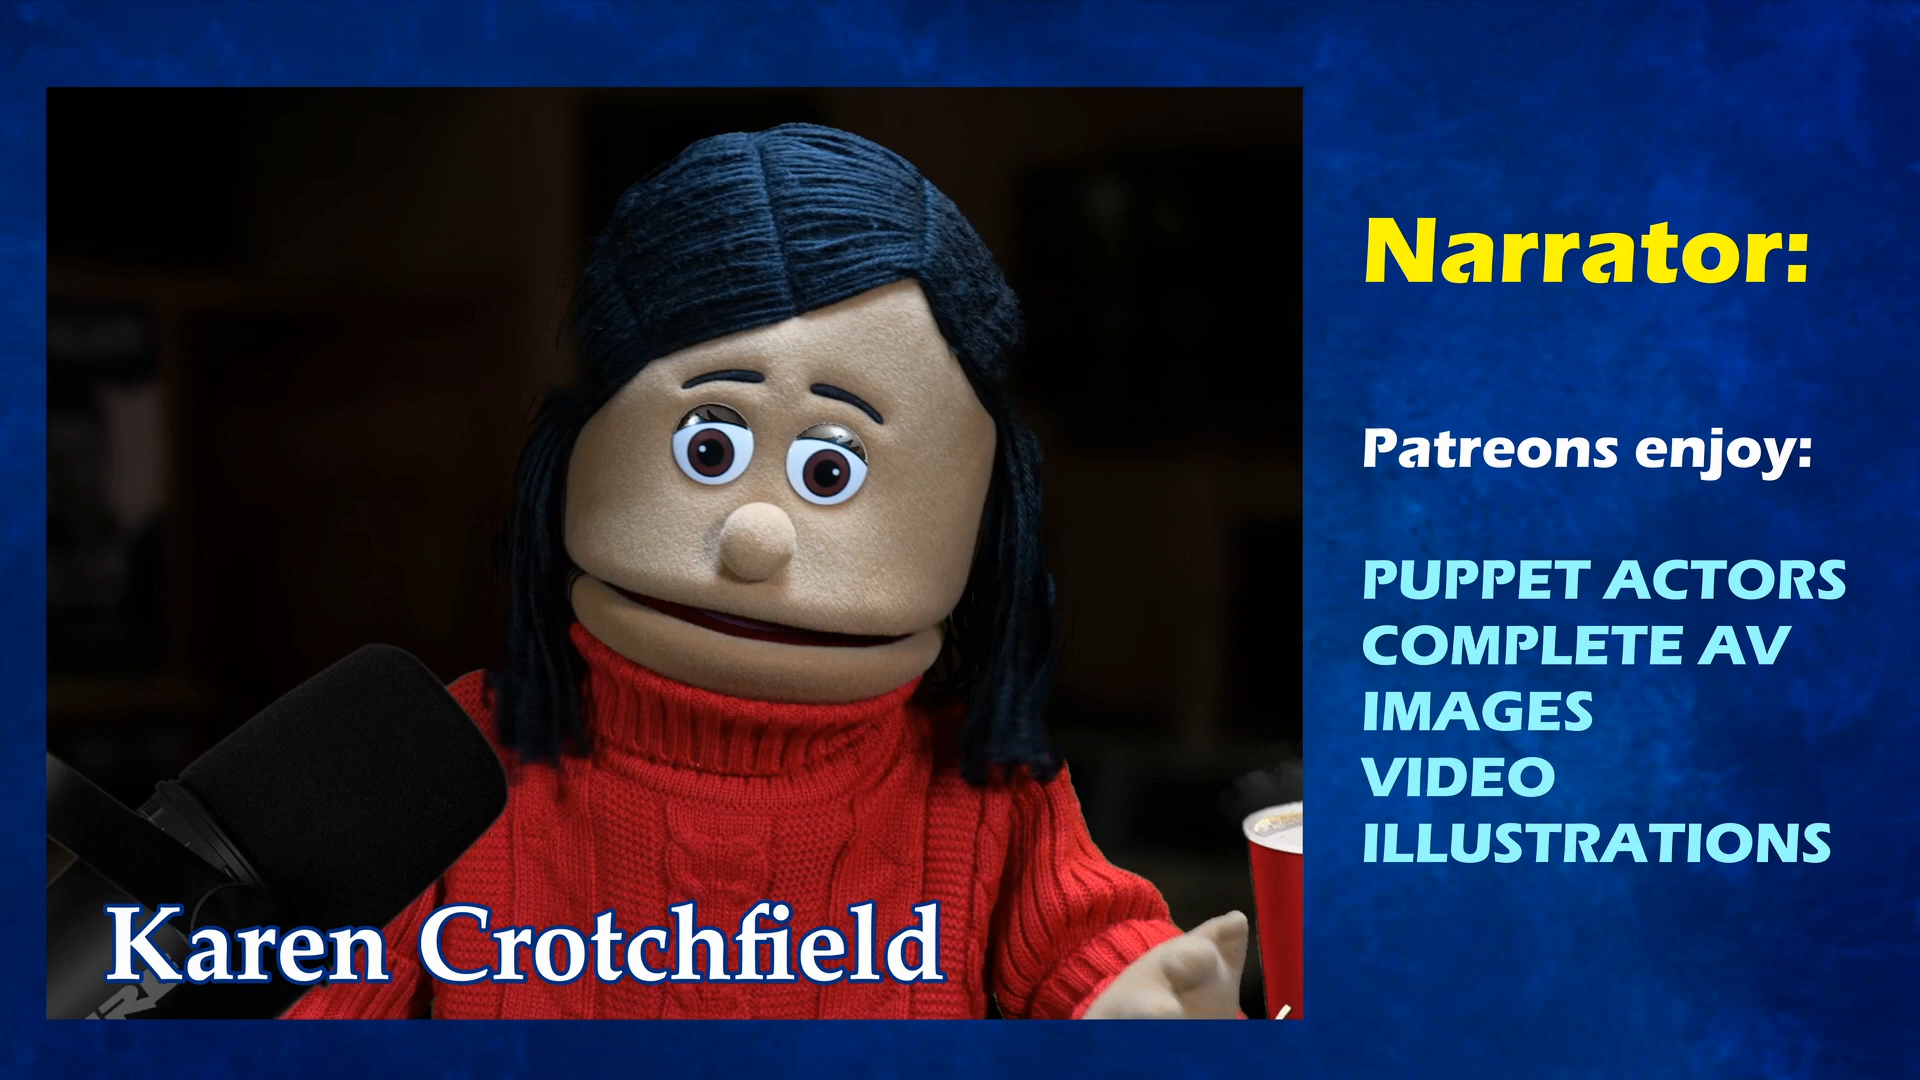 Narrator:
Patreons enjoy:
PUPPET ACTORS
COMPLETE AV
IMAGES
VIDEO
ILLUSTRATIONS
Karen Crotchfield